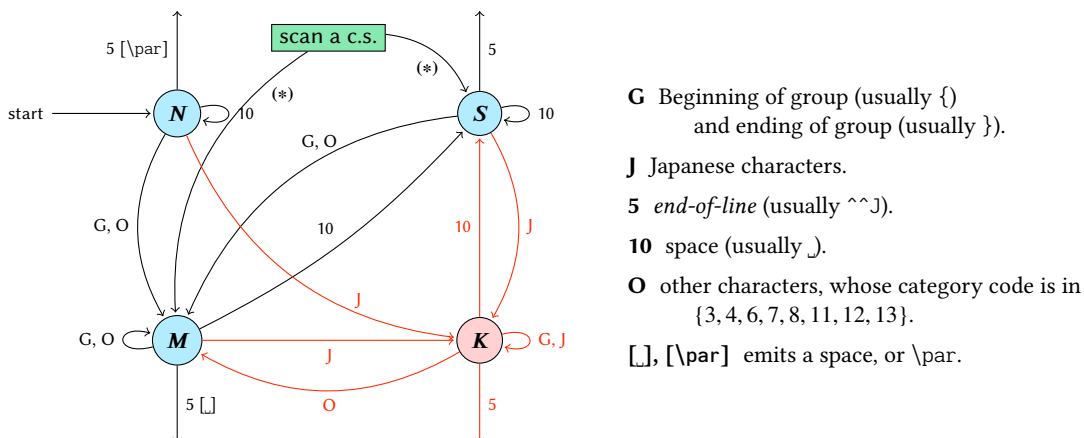 5 [\par]
scan a c.s.
5
(*)
(*)
start
N
10
S
10
G, O
G, O
10
10
J
J
G, O
M
J
K
G, J
O
5 [␣]
5
G Beginning of group (usually {)
and ending of group (usually }).
J Japanese characters.
5 end-of-line (usually ^^J).
10 space (usually ␣).
O other characters, whose category code is in
{3, 4, 6, 7, 8, 11, 12, 13}.
[␣], [\par] emits a space, or \par.